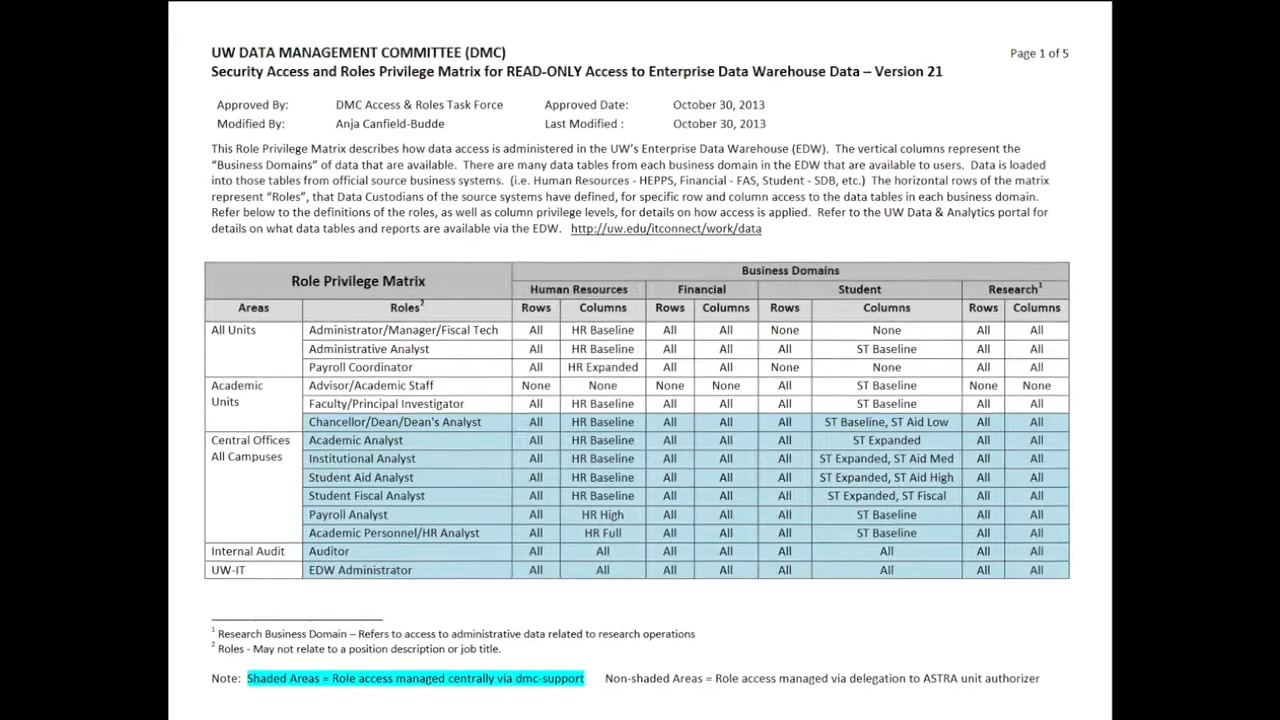 UW DATA MANAGEMENT COMMITTEE (DMC)
Page 1 of 5
Security Access and Roles Privilege Matrix for READ-ONLY Access to Enterprise Data Warehouse Data – Version 21
Approved By: DMC Access & Roles Task Force Approved Date: October 30, 2013
Modified By: Anja Canfield-Budde Last Modified : October 30, 2013
This Role Privilege Matrix describes how data access is administered in the UW's Enterprise Data Warehouse (EDW). The vertical columns represent the
"Business Domains" of data that are available. There are many data tables from each business domain in the EDW that are available to users. Data is loaded
into those tables from official source business systems. (i.e. Human Resources - HEPPS, Financial - FAS, Student - SDB, etc.) The horizontal rows of the matrix
represent "Roles", that Data Custodians of the source systems have defined, for specific row and column access to the data tables in each business domain.
Refer below to the definitions of the roles, as well as column privilege levels, for details on how access is applied. Refer to the UW Data & Analytics portal for
details on what data tables and reports are available via the EDW. http://uw.edu/itconnect/work/data
Role Privilege Matrix Business Domains
Human Resources Financial Student Research¹
Areas Roles² Rows Columns Rows Columns Rows Columns Rows Columns
All Units Administrator/Manager/Fiscal Tech All HR Baseline All All None None All All
Administrative Analyst All HR Baseline All All All ST Baseline All All
Payroll Coordinator All HR Expanded All All None None All All
Academic Units Advisor/Academic Staff None None None None All ST Baseline None None
Faculty/Principal Investigator All HR Baseline All All All ST Baseline All All
Chancellor/Dean/Dean's Analyst All HR Baseline All All All ST Baseline, ST Aid Low All All
Central Offices All Campuses Academic Analyst All HR Baseline All All All ST Expanded All All
Institutional Analyst All HR Baseline All All All ST Expanded, ST Aid Med All All
Student Aid Analyst All HR Baseline All All All ST Expanded, ST Aid High All All
Student Fiscal Analyst All HR Baseline All All All ST Expanded, ST Fiscal All All
Payroll Analyst All HR High All All All ST Baseline All All
Academic Personnel/HR Analyst All HR Full All All All ST Baseline All All
Internal Audit Auditor All All All All All All All All
UW-IT EDW Administrator All All All All All All All All
¹ Research Business Domain – Refers to access to administrative data related to research operations
² Roles - May not relate to a position description or job title.
Note: Shaded Areas = Role access managed centrally via dmc-support Non-shaded Areas = Role access managed via delegation to ASTRA unit authorizer